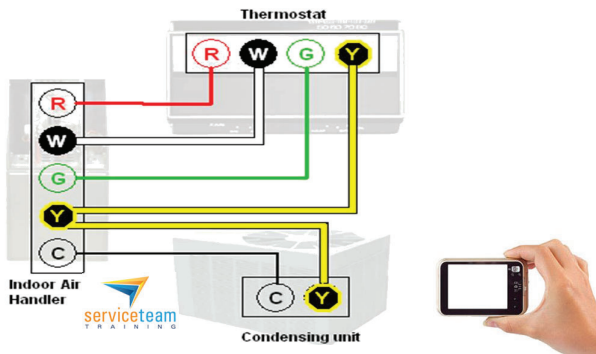 Thermostat
R W G Y
R
W
G
Y
C
Indoor Air
Handler
serviceteam
TRAINING
C Y
Condensing unit